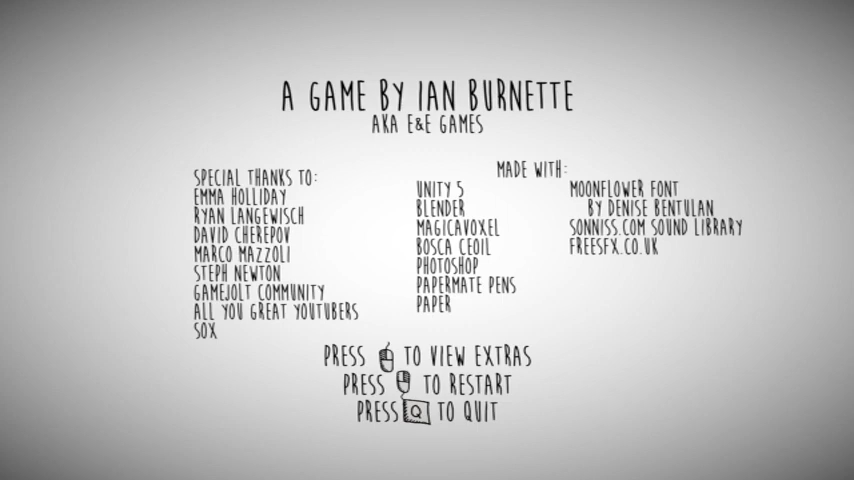 A GAME BY IAN BURNETTE
AKA E&E GAMES
SPECIAL THANKS TO:
EMMA HOLLIDAY
RYAN LANGEWISCH
DAVID CHEREPOV
MARCO MAZZOLI
STEPH NEWTON
GAMEJOLT COMMUNITY
ALL YOU GREAT YOUTUBERS
SOX
MADE WITH:
UNITY 5
BLENDER
MAGICAVOXEL
BOSCA CEOIL
PHOTOSHOP
PAPERMATE PENS
PAPER
MOONFLOWER FONT
BY DENISE BENTULAN
SONNISS.COM SOUND LIBRARY
FREESFX.CO.UK
PRESS TO VIEW EXTRAS
PRESS TO RESTART
PRESS Q TO QUIT